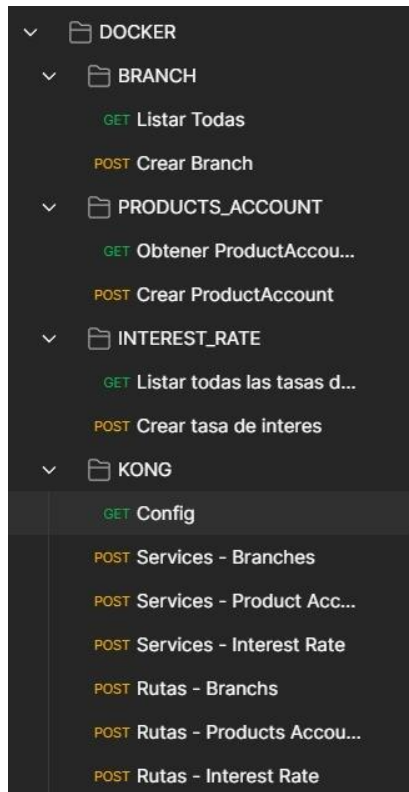 DOCKER
BRANCH
GET Listar Todas
POST Crear Branch
PRODUCTS_ACCOUNT
GET Obtener ProductAccou...
POST Crear ProductAccount
INTEREST_RATE
GET Listar todas las tasas d...
POST Crear tasa de interes
KONG
GET Config
POST Services - Branches
POST Services - Product Acc...
POST Services - Interest Rate
POST Rutas - Branchs
POST Rutas - Products Accou...
POST Rutas - Interest Rate